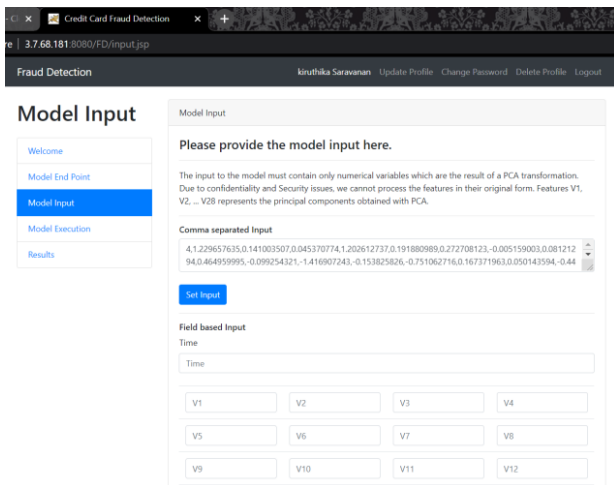 Credit Card Fraud Detection
3.7.68.181:8080/FD/input.jsp
Fraud Detection
kiruthika Saravanan Update Profile Change Password Delete Profile Logout
Model Input
Welcome
Model End Point
Model Input
Model Execution
Results
Model Input
Please provide the model input here.
The input to the model must contain only numerical variables which are the result of a PCA transformation.
Due to confidentiality and Security issues, we cannot process the features in their original form. Features V1,
V2, ... V28 represents the principal components obtained with PCA.
Comma separated Input
4,1.229657635,0.141003507,0.045370774,1.202612737,0.191880989,0.272708123,-0.005159003,0.081212
94,0.464959995,-0.099254321,-1.416907243,-0.153825826,-0.751062716,0.167371963,0.050143594,-0.44
Set Input
Field based Input
Time
Time
V1 V2 V3 V4
V5 V6 V7 V8
V9 V10 V11 V12